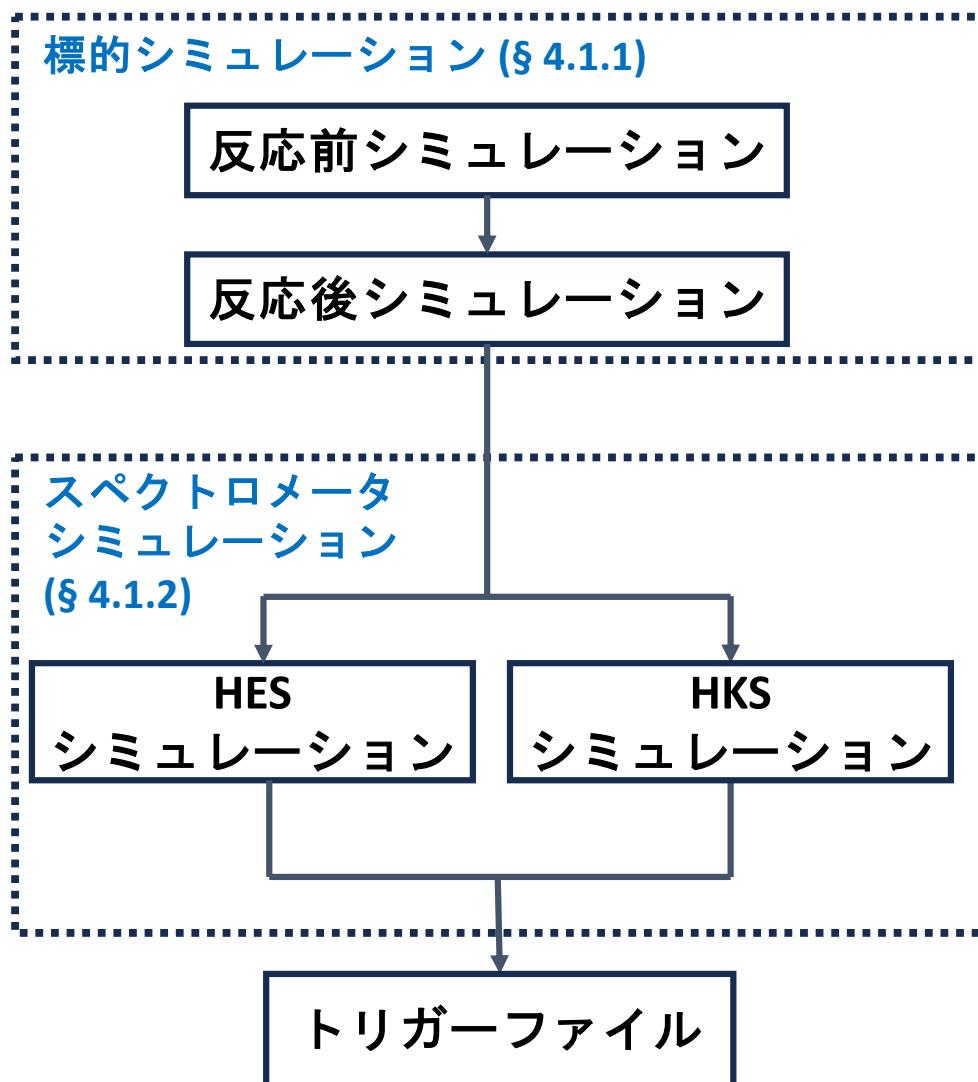 標的シミュレーション (§ 4.1.1)
反応前シミュレーション
反応後シミュレーション
スペクトロメータ
シミュレーション
(§ 4.1.2)
HES
シミュレーション
HKS
シミュレーション
トリガーファイル